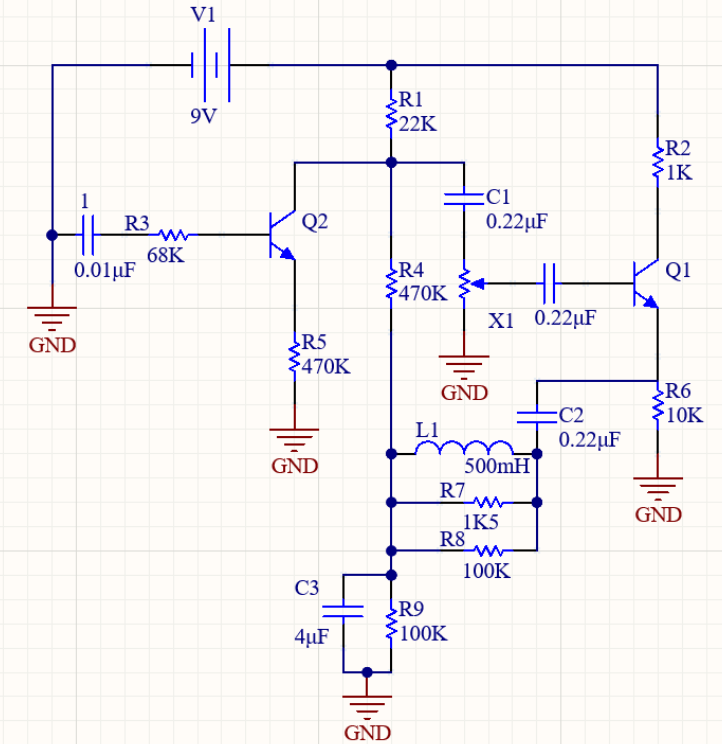 V1
9V
R1
22K
R2
1K
1
0.01µF
R3
68K
Q2
C1
0.22µF
R4
470K
X1
0.22µF
Q1
GND
R5
470K
GND
GND
R6
10K
C2
0.22µF
L1
500mH
GND
R7
1K5
R8
100K
C3
4µF
R9
100K
GND